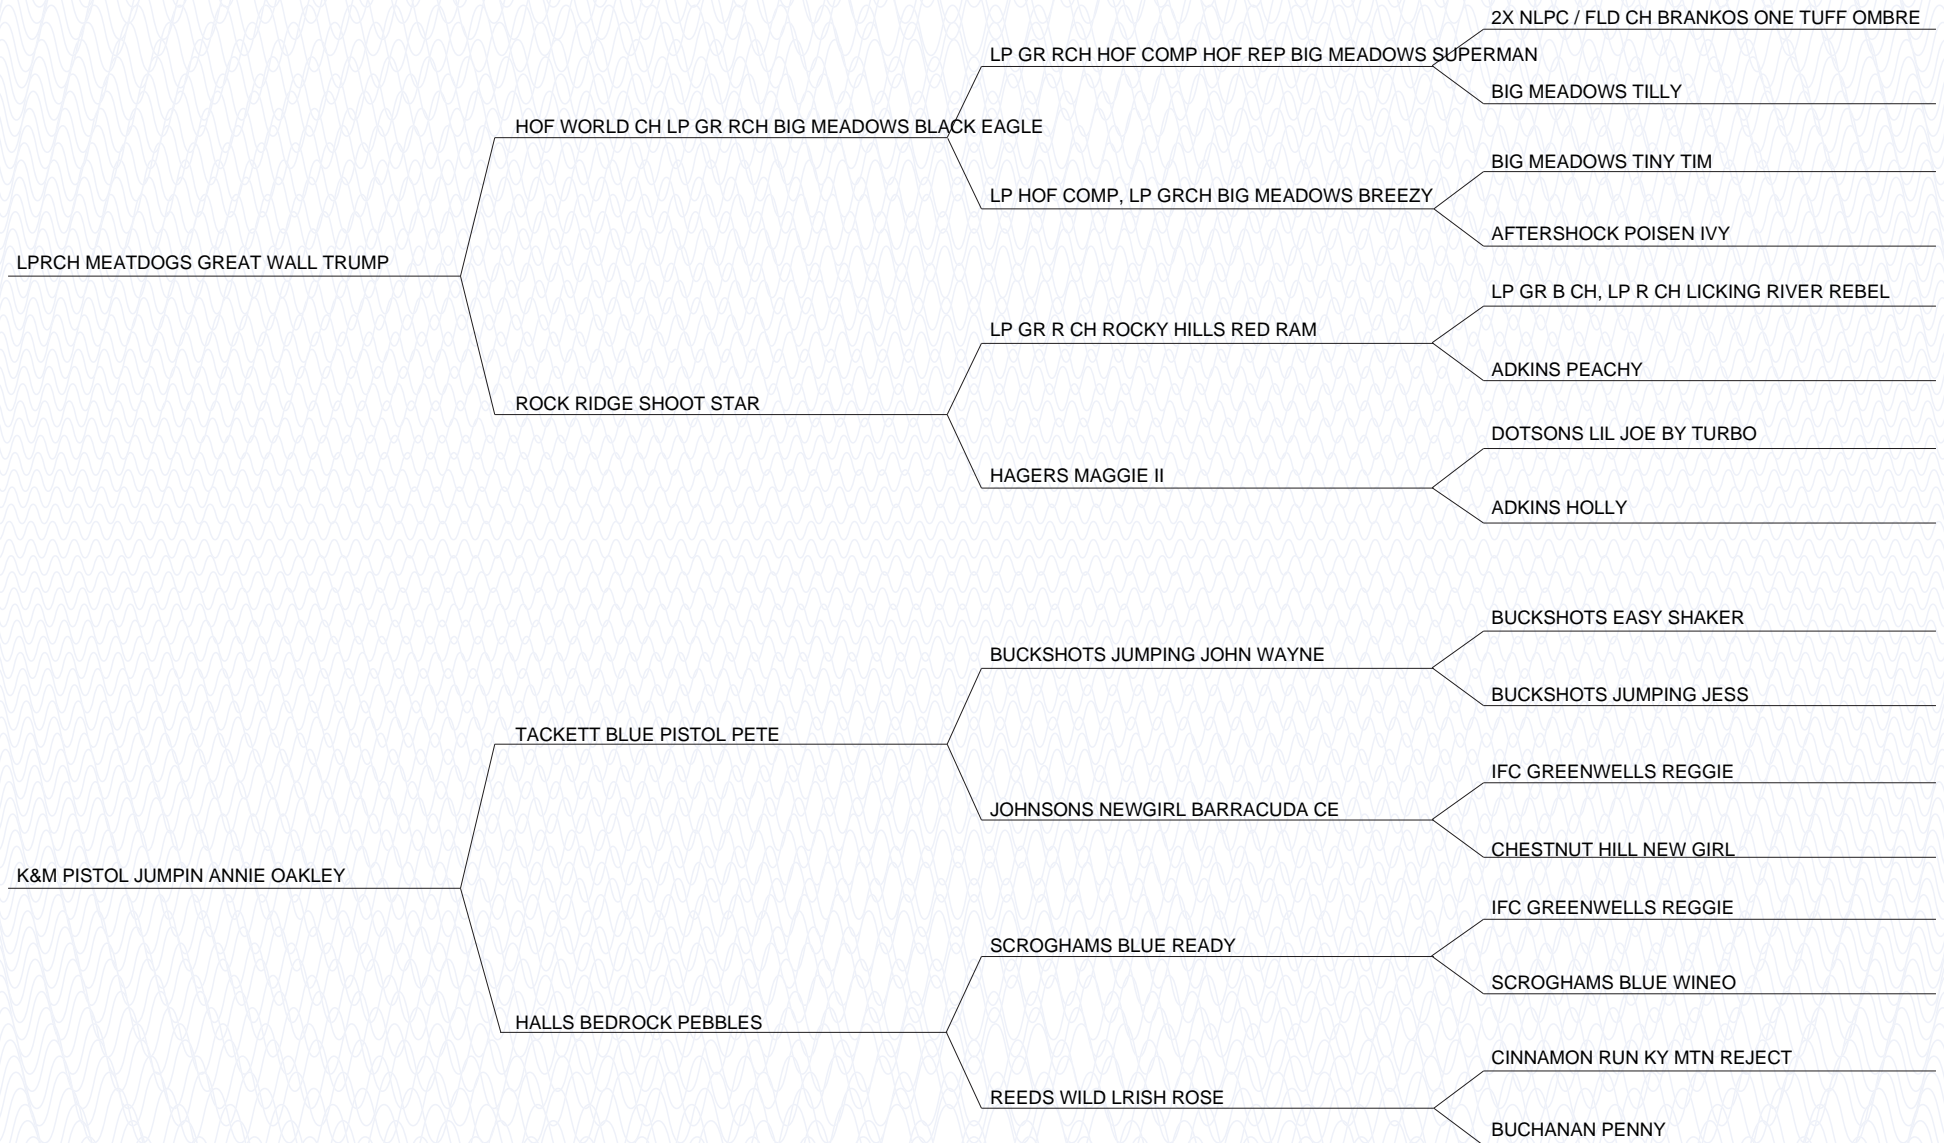 2X NLPC / FLD CH BRANKOS ONE TUFF OMBRE
LP GR RCH HOF COMP HOF REP BIG MEADOWS SUPERMAN
BIG MEADOWS TILLY
HOF WORLD CH LP GR RCH BIG MEADOWS BLACK EAGLE
BIG MEADOWS TINY TIM
LP HOF COMP, LP GRCH BIG MEADOWS BREEZY
AFTERSHOCK POISEN IVY
LPRCH MEATDOGS GREAT WALL TRUMP
LP GR B CH, LP R CH LICKING RIVER REBEL
LP GR R CH ROCKY HILLS RED RAM
ADKINS PEACHY
ROCK RIDGE SHOOT STAR
DOTSONS LIL JOE BY TURBO
HAGERS MAGGIE II
ADKINS HOLLY
BUCKSHOTS EASY SHAKER
BUCKSHOTS JUMPING JOHN WAYNE
BUCKSHOTS JUMPING JESS
TACKETT BLUE PISTOL PETE
IFC GREENWELLS REGGIE
JOHNSONS NEWGIRL BARRACUDA CE
CHESTNUT HILL NEW GIRL
K&M PISTOL JUMPIN ANNIE OAKLEY
IFC GREENWELLS REGGIE
SCROGHAMS BLUE READY
SCROGHAMS BLUE WINEO
HALLS BEDROCK PEBBLES
CINNAMON RUN KY MTN REJECT
REEDS WILD LRISH ROSE
BUCHANAN PENNY